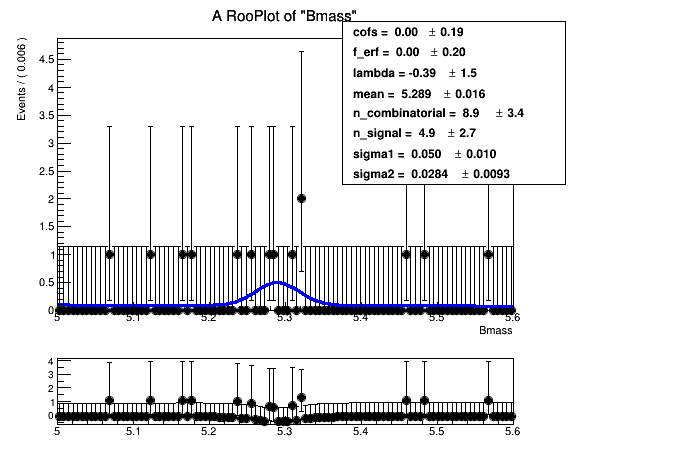 A RooPlot of "Bmass"
cofs = 0.00 ± 0.19
f_erf = 0.00 ± 0.20
lambda = -0.39 ± 1.5
mean = 5.289 ± 0.016
n_combinatorial = 8.9 ± 3.4
n_signal = 4.9 ± 2.7
sigma1 = 0.050 ± 0.010
sigma2 = 0.0284 ± 0.0093
Events / ( 0.006 )
4.5
4
3.5
3
2.5
2
1.5
1
0.5
0
5 5.1 5.2 5.3 5.4 5.5 5.6
Bmass
4
3
2
1
0
5 5.1 5.2 5.3 5.4 5.5 5.6